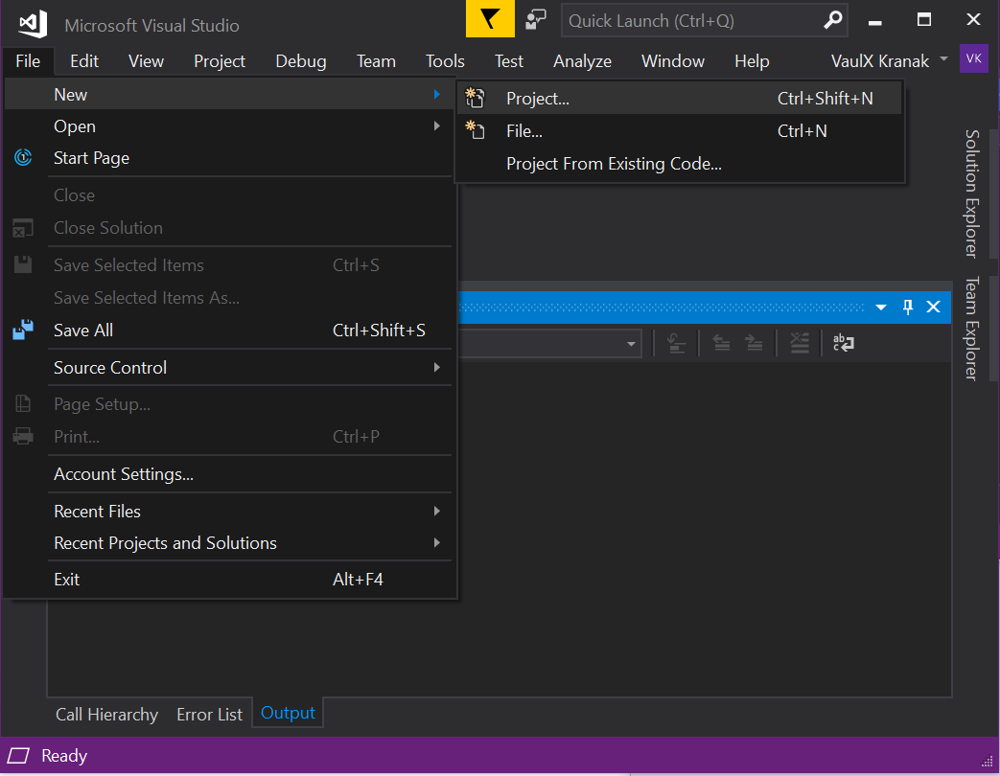 Microsoft Visual Studio
Quick Launch (Ctrl+Q)
File Edit View Project Debug Team Tools Test Analyze Window Help VaulX Kranak VK
New
Open
Start Page
Close
Close Solution
Save Selected Items Ctrl+S
Save Selected Items As...
Save All Ctrl+Shift+S
Source Control
Page Setup...
Print... Ctrl+P
Account Settings...
Recent Files
Recent Projects and Solutions
Exit Alt+F4
Project... Ctrl+Shift+N
File... Ctrl+N
Project From Existing Code...
Solution Explorer
Team Explorer
Call Hierarchy Error List Output
Ready